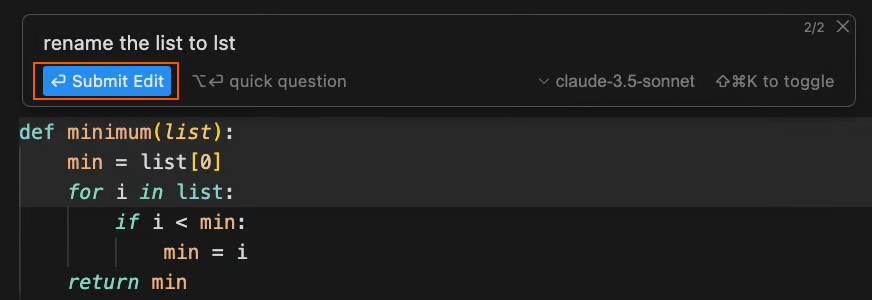 2/2
rename the list to lst
⏎ Submit Edit ⌥⏎ quick question claude-3.5-sonnet ⇧⌘K to toggle
def minimum(list):
    min = list[0]
    for i in list:
        if i < min:
            min = i
    return min